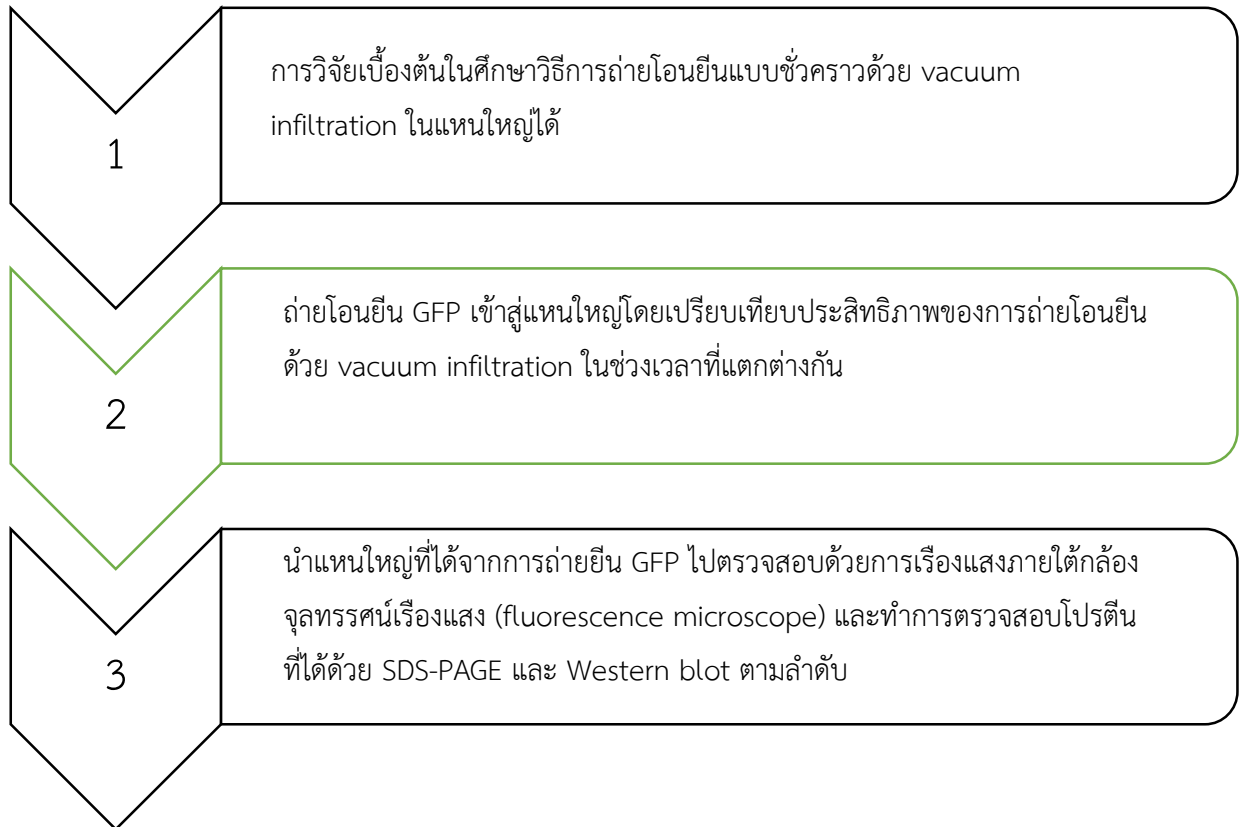 การวิจัยเบื้องต้นในศึกษาวิธีการถ่ายโอนยีนแบบชั่วคราวด้วย vacuum
infiltration ในแหนใหญ่ได้
1
ถ่ายโอนยีน GFP เข้าสู่แหนใหญ่โดยเปรียบเทียบประสิทธิภาพของการถ่ายโอนยีน
ด้วย vacuum infiltration ในช่วงเวลาที่แตกต่างกัน
2
นำแหนใหญ่ที่ได้จากการถ่ายยีน GFP ไปตรวจสอบด้วยการเรืองแสงภายใต้กล้อง
จุลทรรศน์เรืองแสง (fluorescence microscope) และทำการตรวจสอบโปรตีน
ที่ได้ด้วย SDS-PAGE และ Western blot ตามลำดับ
3